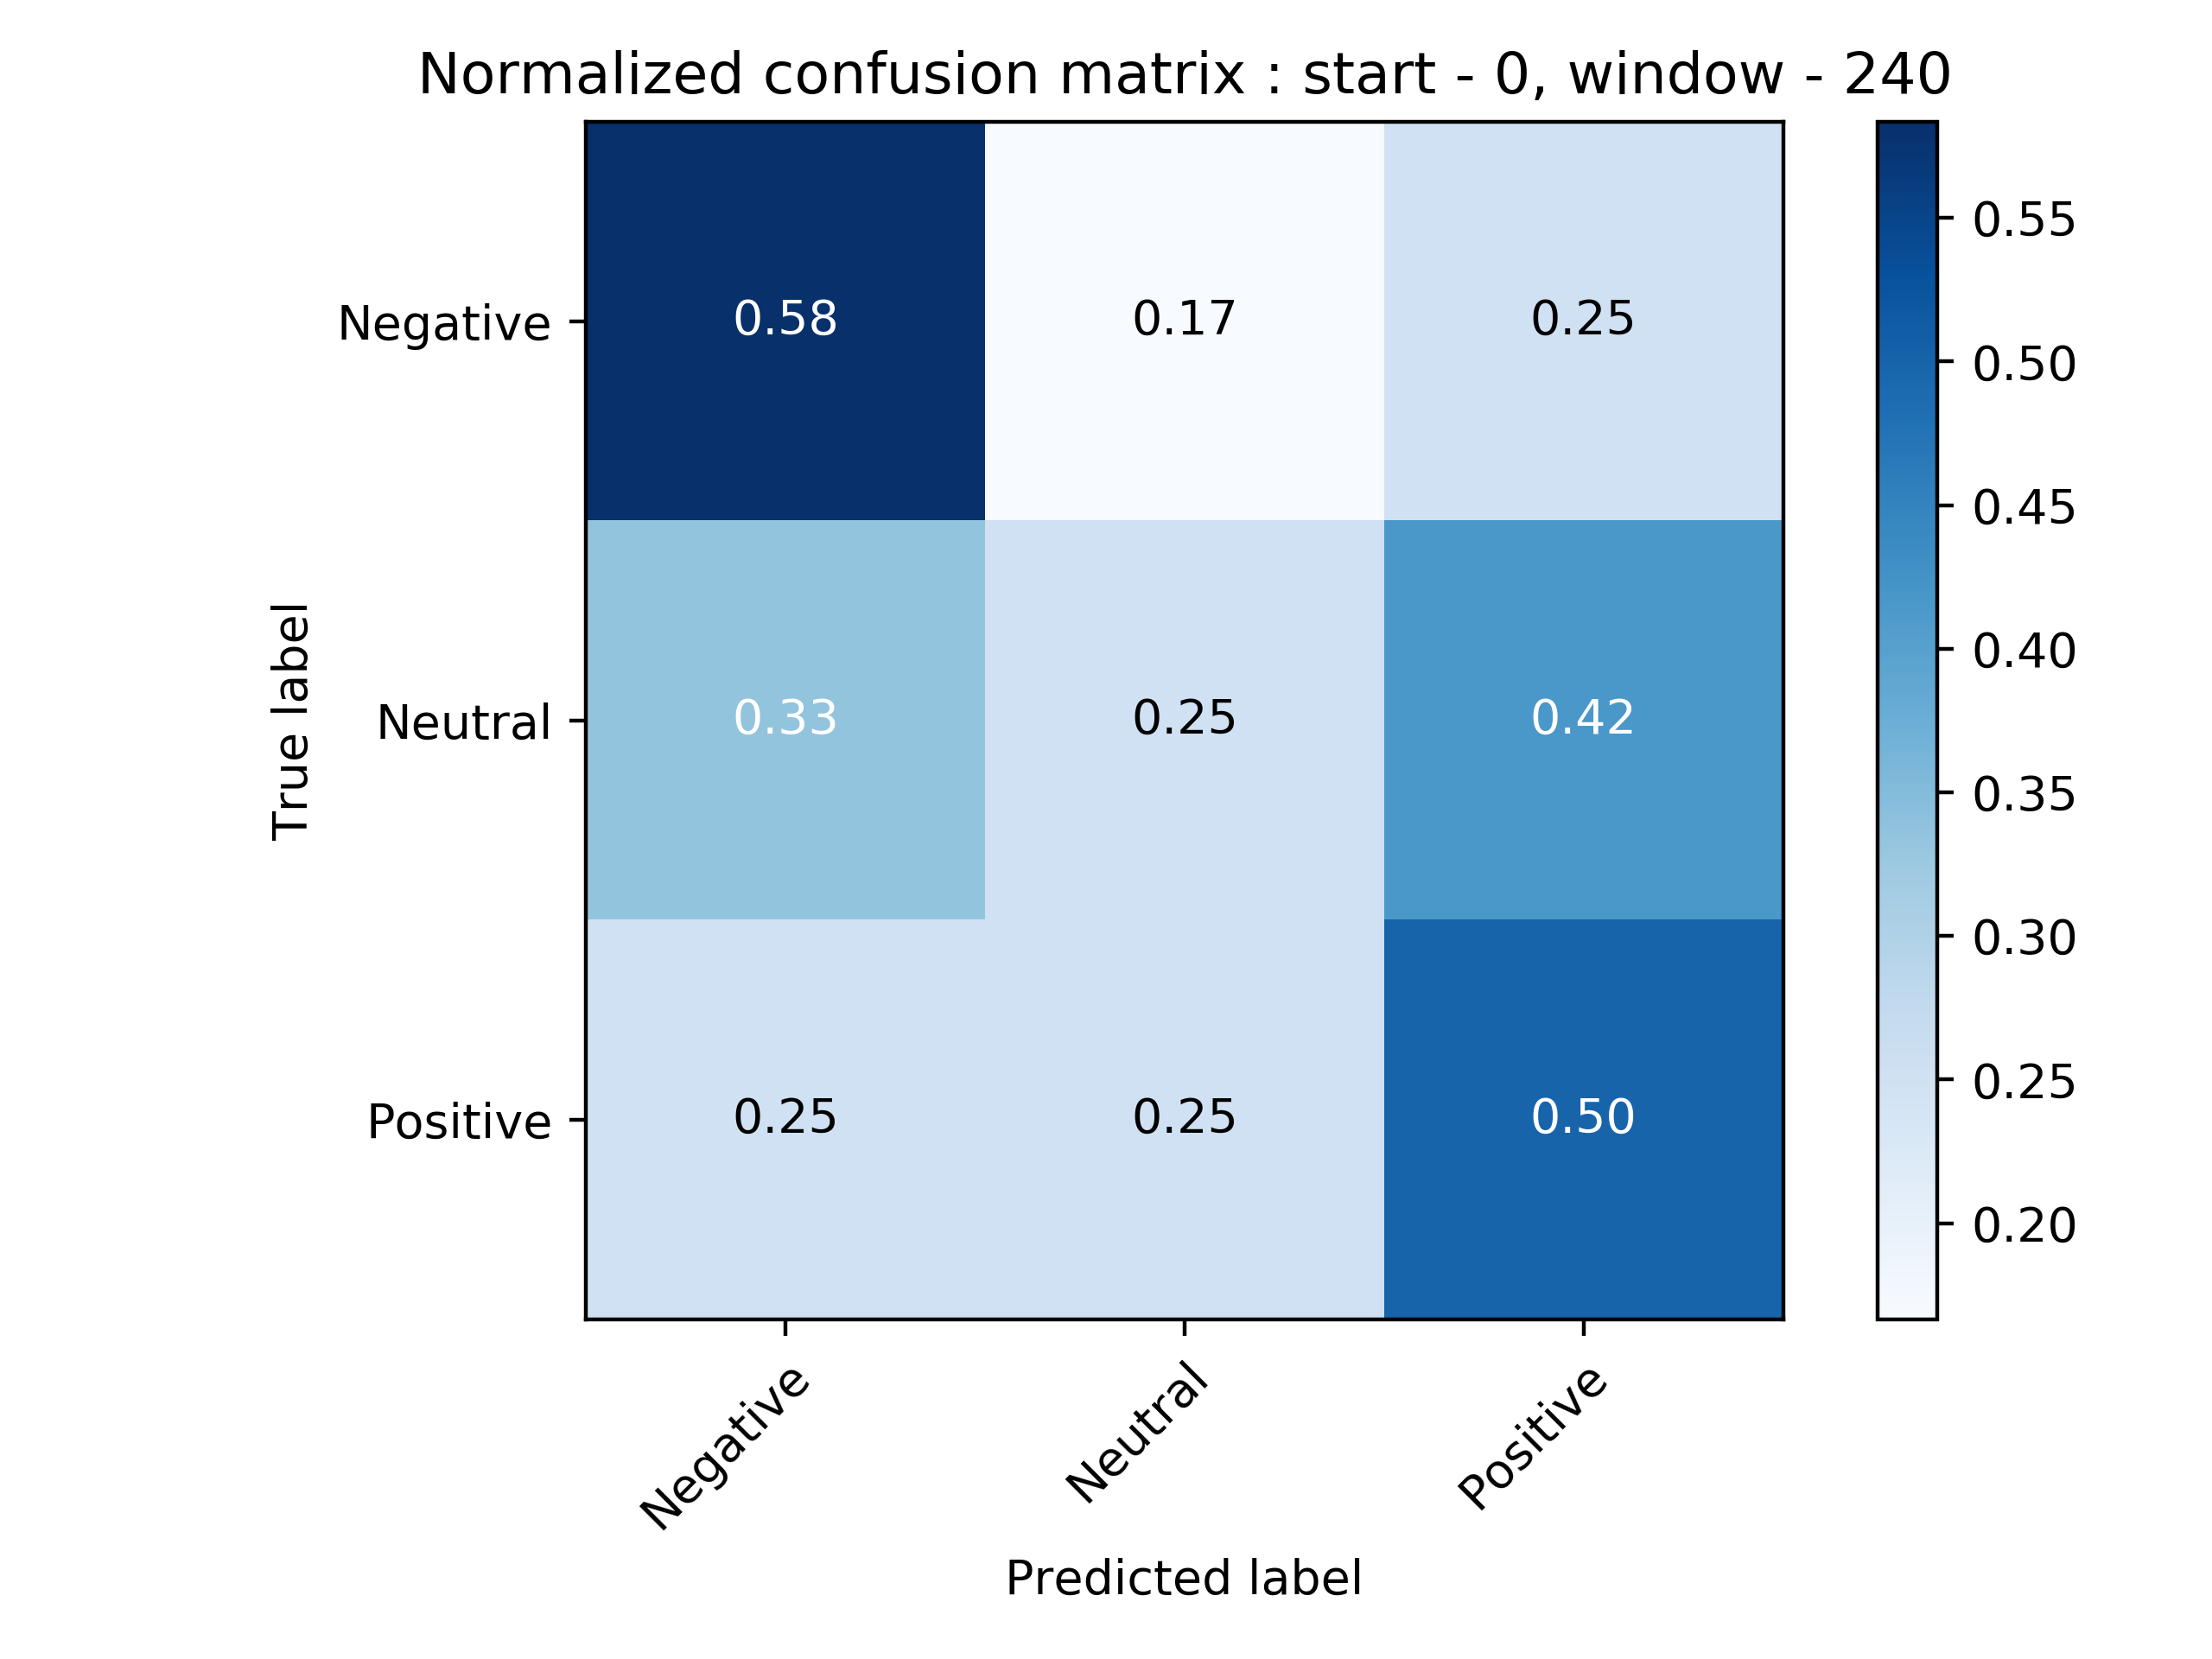 Normalized confusion matrix : start - 0, window - 240
True label
Negative
0.58 0.17 0.25
Neutral
0.33 0.25 0.42
Positive
0.25 0.25 0.50
Negative
Neutral
Positive
Predicted label
0.55
0.50
0.45
0.40
0.35
0.30
0.25
0.20